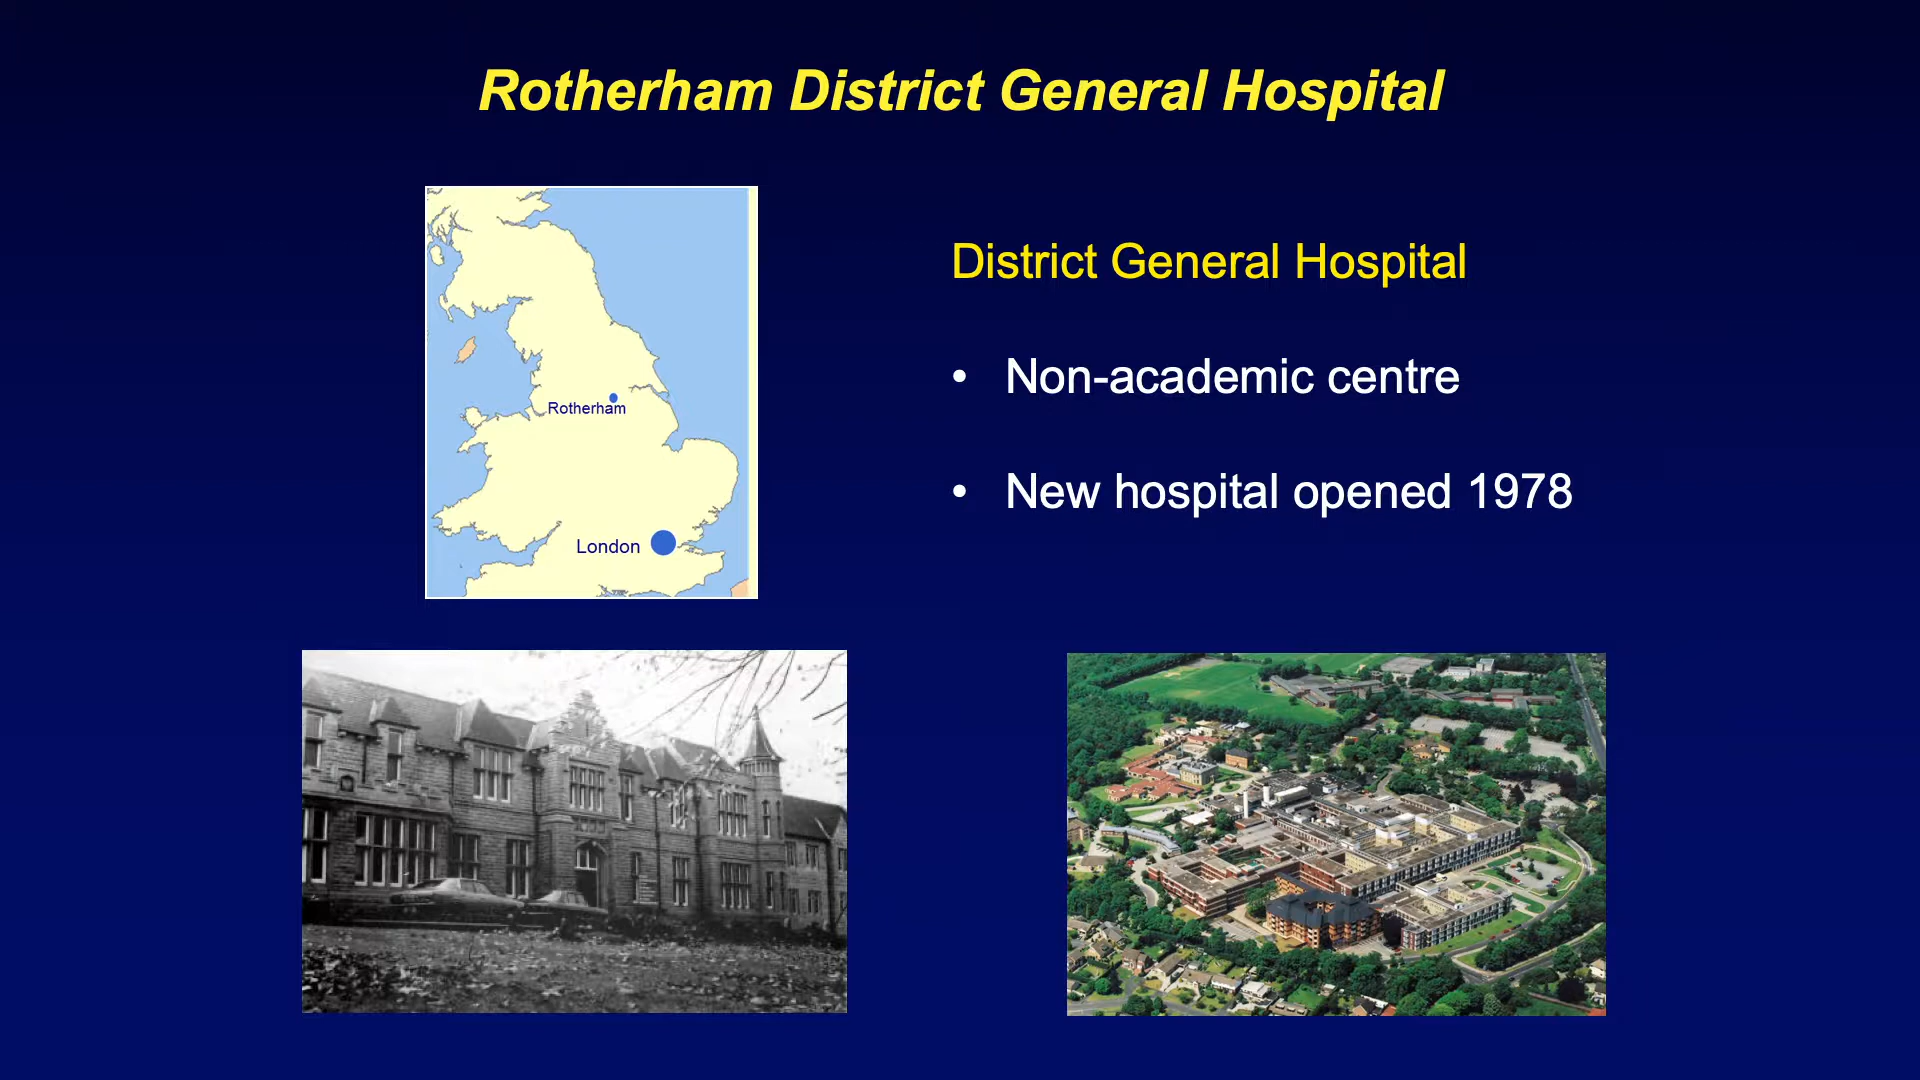 Rotherham District General Hospital
Rotherham
London
District General Hospital
• Non-academic centre
• New hospital opened 1978